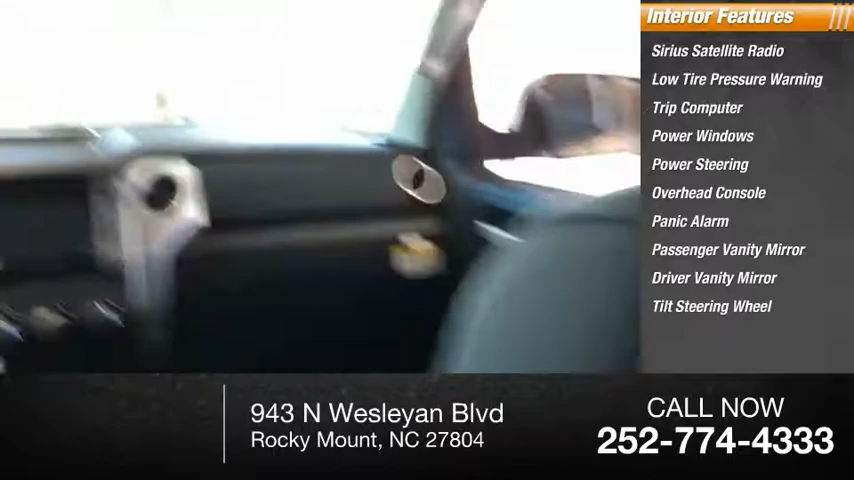 Interior Features
Sirius Satellite Radio
Low Tire Pressure Warning
Trip Computer
Power Windows
Power Steering
Overhead Console
Panic Alarm
Passenger Vanity Mirror
Driver Vanity Mirror
Tilt Steering Wheel
943 N Wesleyan Blvd
Rocky Mount, NC 27804
CALL NOW
252-774-4333